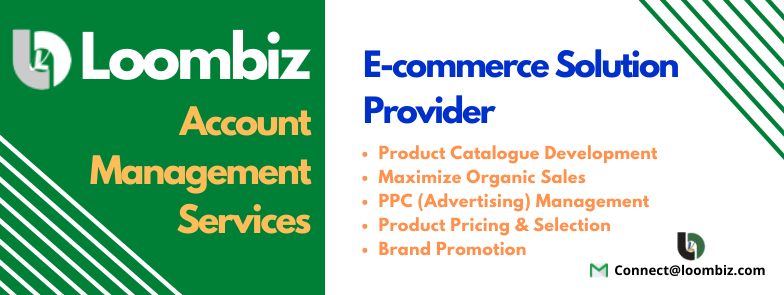 Loombiz
Account
Management
Services
E-commerce Solution
Provider
• Product Catalogue Development
• Maximize Organic Sales
• PPC (Advertising) Management
• Product Pricing & Selection
• Brand Promotion
Connect@loombiz.com